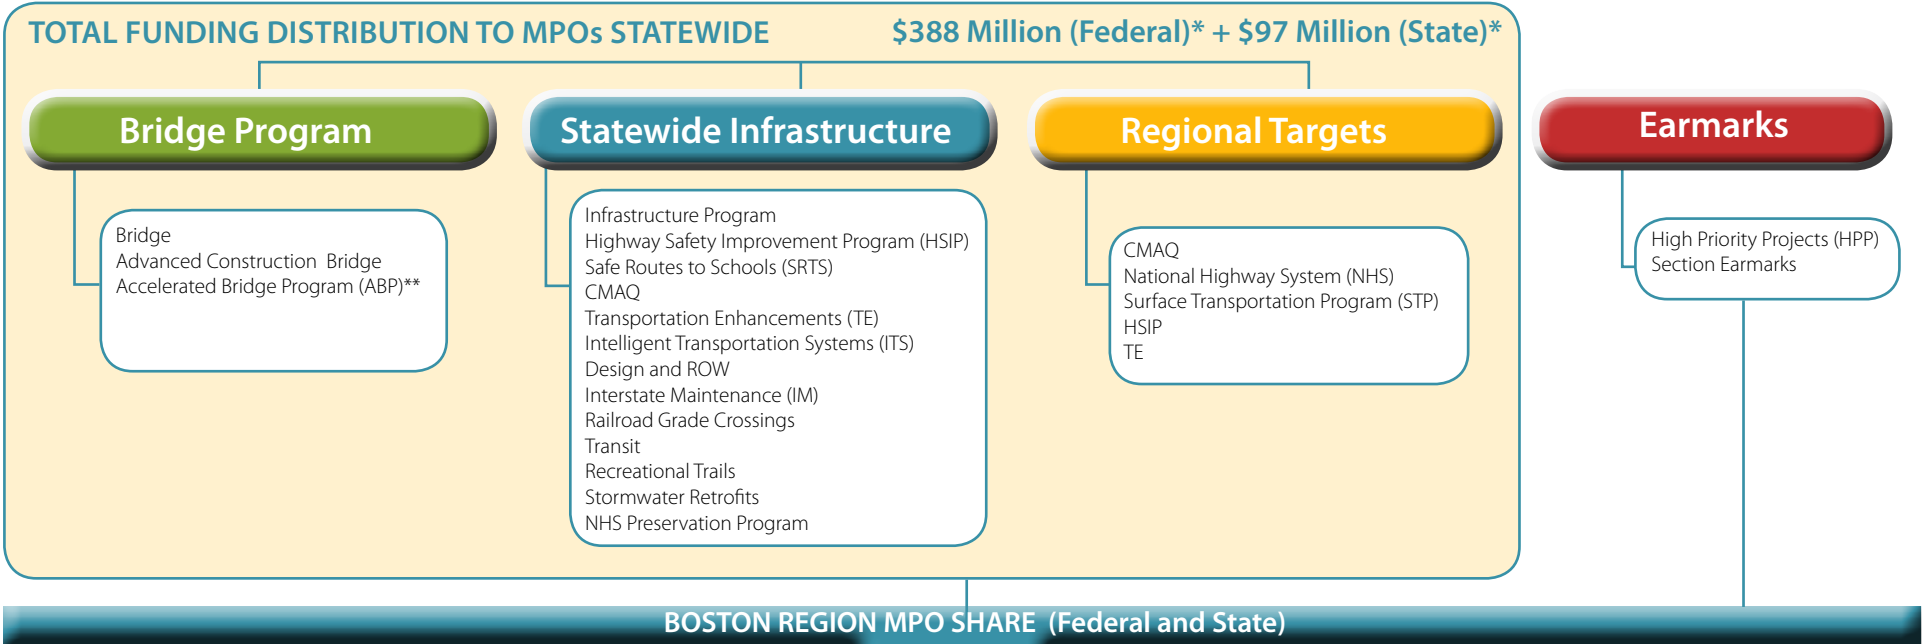 TOTAL FUNDING DISTRIBUTION TO MPOs STATEWIDE
$388 Million (Federal)* + $97 Million (State)*
Bridge Program
Bridge
Advanced Construction Bridge
Accelerated Bridge Program (ABP)**
Statewide Infrastructure
Infrastructure Program
Highway Safety Improvement Program (HSIP)
Safe Routes to Schools (SRTS)
CMAQ
Transportation Enhancements (TE)
Intelligent Transportation Systems (ITS)
Design and ROW
Interstate Maintenance (IM)
Railroad Grade Crossings
Transit
Recreational Trails
Stormwater Retrofits
NHS Preservation Program
Regional Targets
CMAQ
National Highway System (NHS)
Surface Transportation Program (STP)
HSIP
TE
Earmarks
High Priority Projects (HPP)
Section Earmarks
BOSTON REGION MPO SHARE (Federal and State)